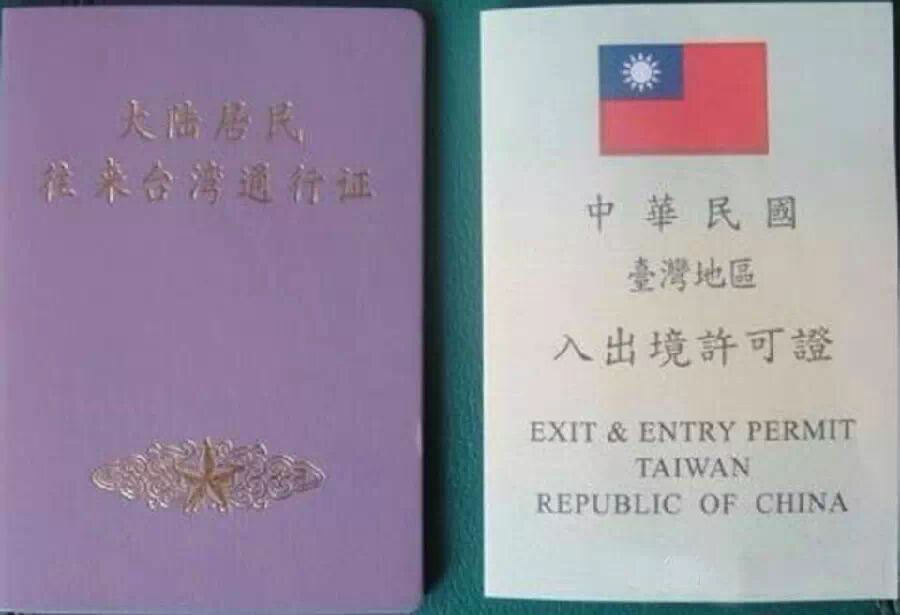 大陆居民
往来台湾通行证
中華民國
臺灣地區
入出境許可證
EXIT & ENTRY PERMIT
TAIWAN
REPUBLIC OF CHINA